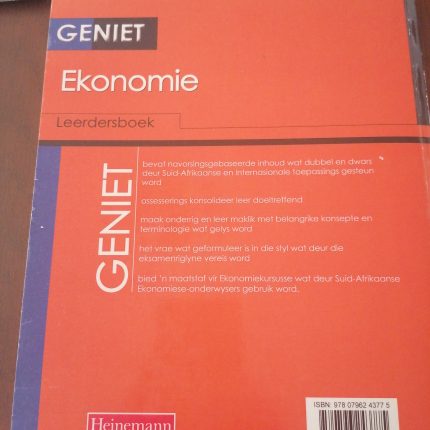 GENIET
Ekonomie
Leerdersboek
GENIET
bevat navorsingsgebaseerde inhoud wat dubbel en dwars
deur Suid-Afrikaanse en internasionale toepassings gesteun
word
assesserings konsolideer leer doeltreffend
maak onderrig en leer maklik met belangrike konsepte en
terminologie wat gelys word
het vrae wat geformuleer is in die styl wat deur die
eksamenriglyne vereis word
bied 'n maatstaf vir Ekonomiekursusse wat deur Suid-Afrikaanse
Ekonomiese-onderwysers gebruik word.
ISBN: 978 07962 4377 5
Heinemann